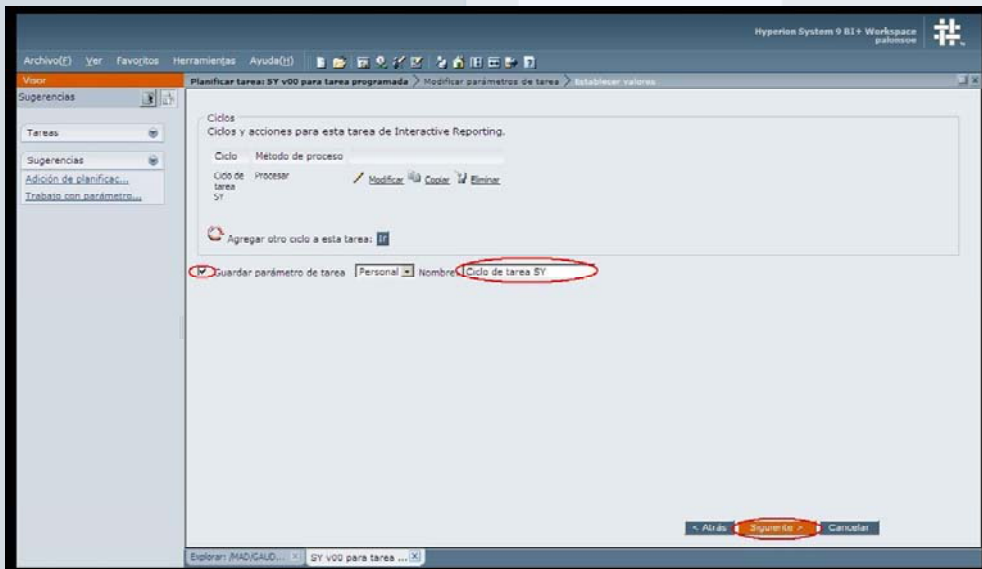 Hyperion System 9 BI+ Workspace
palonsoe
Archivo(F) Ver Favoritos Herramientas Ayuda(H)
Visor
Planificar tarea: SY v00 para tarea programada > Modificar parámetros de tarea > Establecer valores
Sugerencias
Tareas
Sugerencias
Adición de planificac...
Trabajo con parámetro...
Ciclos
Ciclos y acciones para esta tarea de Interactive Reporting.
Ciclo Método de proceso
Ciclo de tarea SY Procesar Modificar Copiar Eliminar
Agregar otro ciclo a esta tarea: Ir
Guardar parámetro de tarea Personal Nombre Ciclo de tarea SY
< Atrás Siguiente > Cancelar
Explorar: /MAD/GAUD... SY v00 para tarea ...